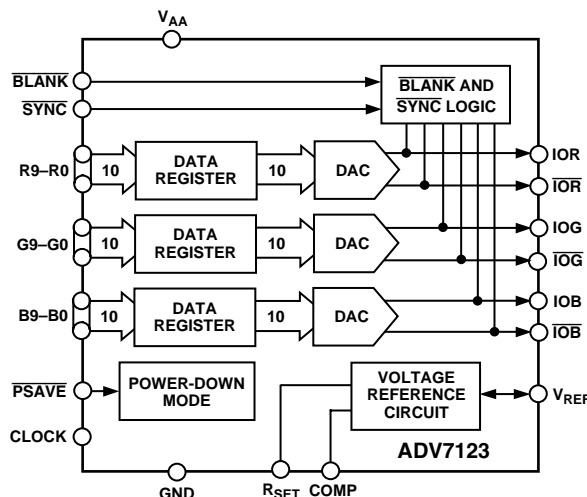 VAA
BLANK
SYNC
BLANK AND
SYNC LOGIC
R9–R0
10
DATA
REGISTER
10
DAC
IOR
IOR
G9–G0
10
DATA
REGISTER
10
DAC
IOG
IOG
B9–B0
10
DATA
REGISTER
10
DAC
IOB
IOB
PSAVE
POWER-DOWN
MODE
VOLTAGE
REFERENCE
CIRCUIT
VREF
CLOCK
ADV7123
GND
RSET
COMP